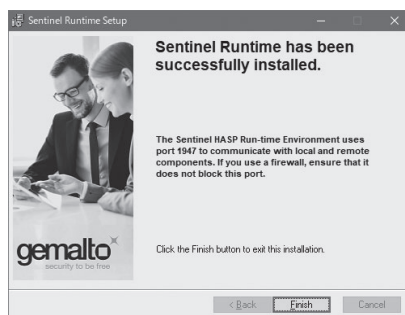 Sentinel Runtime Setup
Sentinel Runtime has been
successfully installed.
The Sentinel HASP Run-time Environment uses
port 1947 to communicate with local and remote
components. If you use a firewall, ensure that it
does not block this port.
gemalto
security to be free
Click the Finish button to exit this installation.
< Back
Finish
Cancel